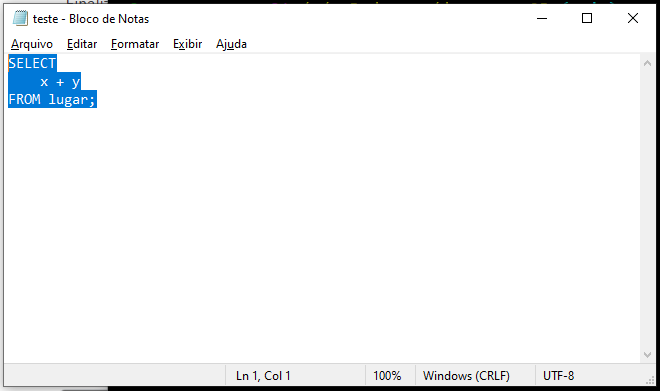 teste - Bloco de Notas
Arquivo Editar Formatar Exibir Ajuda
SELECT
    x + y
FROM lugar;
Ln 1, Col 1 100% Windows (CRLF) UTF-8